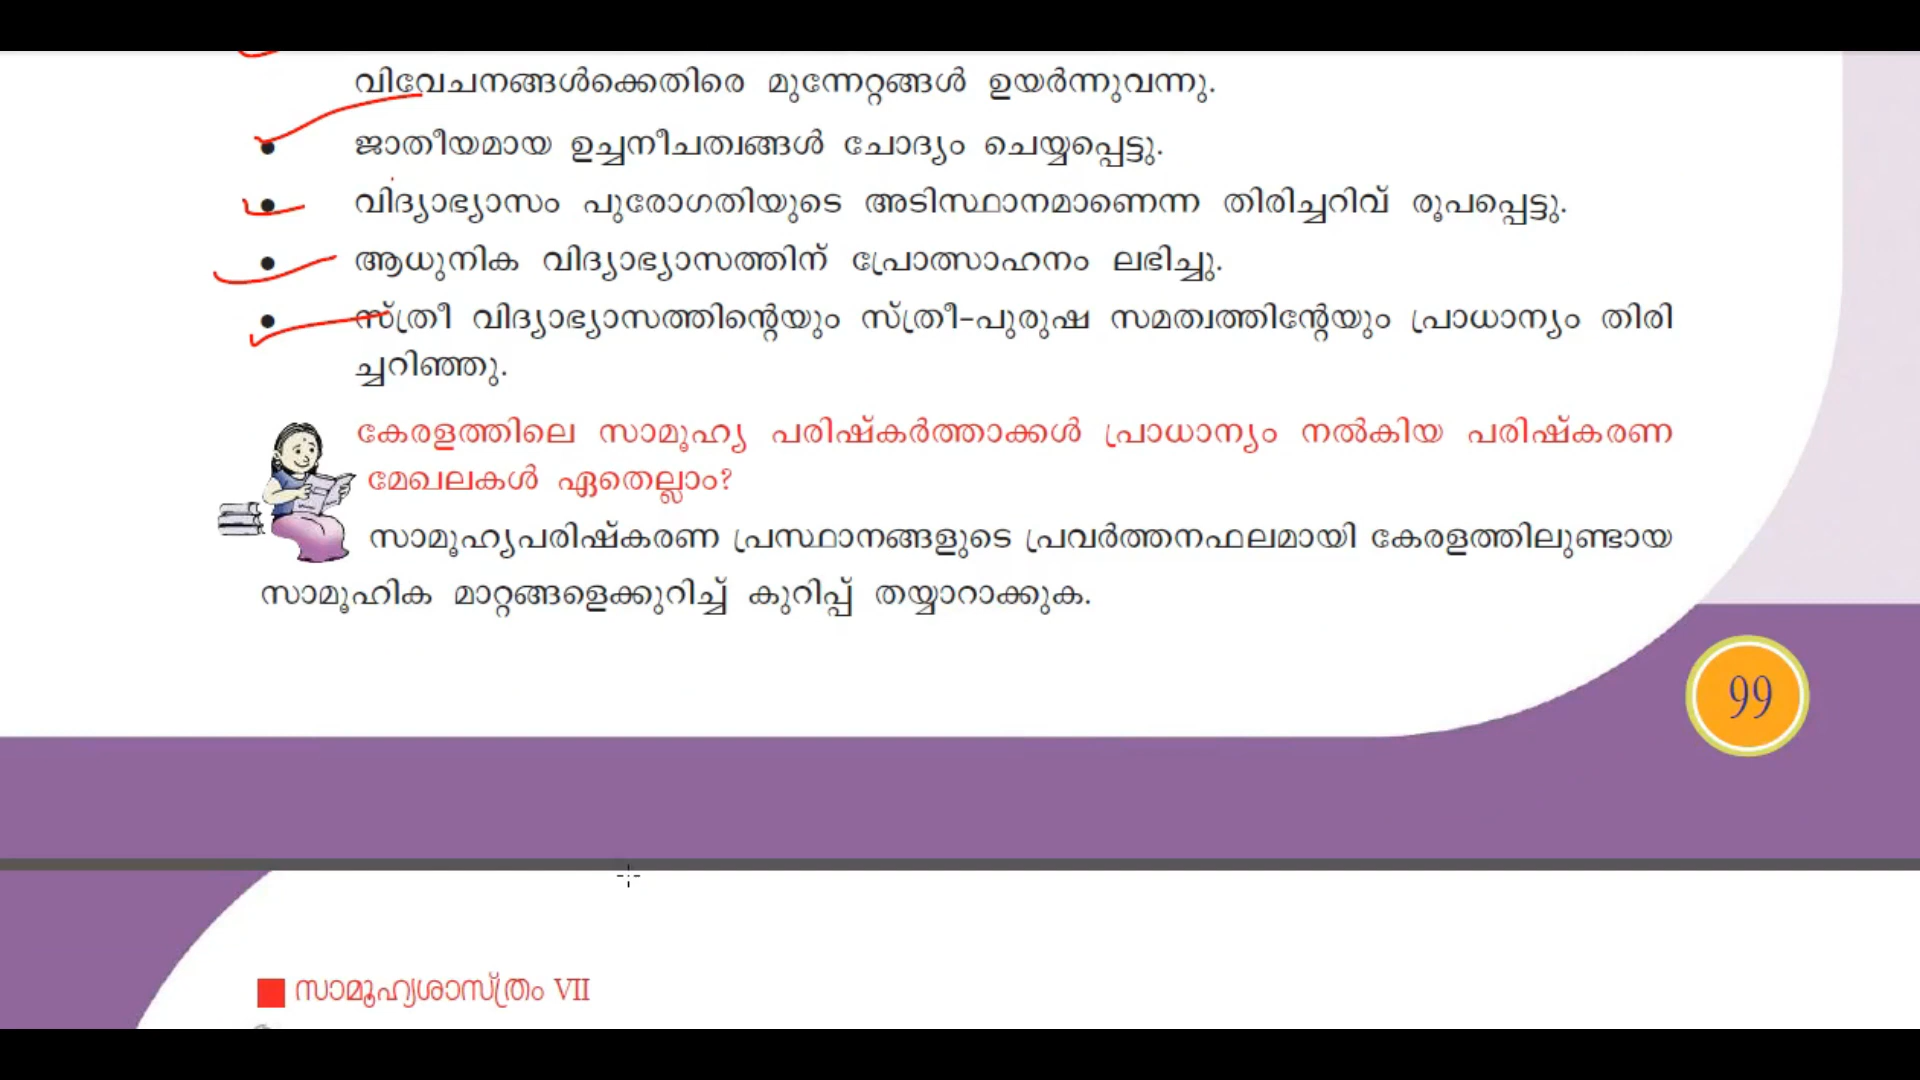 വിവേചനങ്ങൾക്കെതിരെ മുന്നേറ്റങ്ങൾ ഉയർന്നുവന്നു.
• ജാതീയമായ ഉച്ചനീചത്വങ്ങൾ ചോദ്യം ചെയ്യപ്പെട്ടു.
• വിദ്യാഭ്യാസം പുരോഗതിയുടെ അടിസ്ഥാനമാണെന്ന തിരിച്ചറിവ് രൂപപ്പെട്ടു.
• ആധുനിക വിദ്യാഭ്യാസത്തിന് പ്രോത്സാഹനം ലഭിച്ചു.
• സ്ത്രീ വിദ്യാഭ്യാസത്തിന്റെയും സ്ത്രീ-പുരുഷ സമത്വത്തിന്റേയും പ്രാധാന്യം തിരി
ച്ചറിഞ്ഞു.
കേരളത്തിലെ സാമൂഹ്യ പരിഷ്കർത്താക്കൾ പ്രാധാന്യം നൽകിയ പരിഷ്കരണ
മേഖലകൾ ഏതെല്ലാം?
സാമൂഹ്യപരിഷ്കരണ പ്രസ്ഥാനങ്ങളുടെ പ്രവർത്തനഫലമായി കേരളത്തിലുണ്ടായ
സാമൂഹിക മാറ്റങ്ങളെക്കുറിച്ച് കുറിപ്പ് തയ്യാറാക്കുക.
99
സാമൂഹ്യശാസ്ത്രം VII